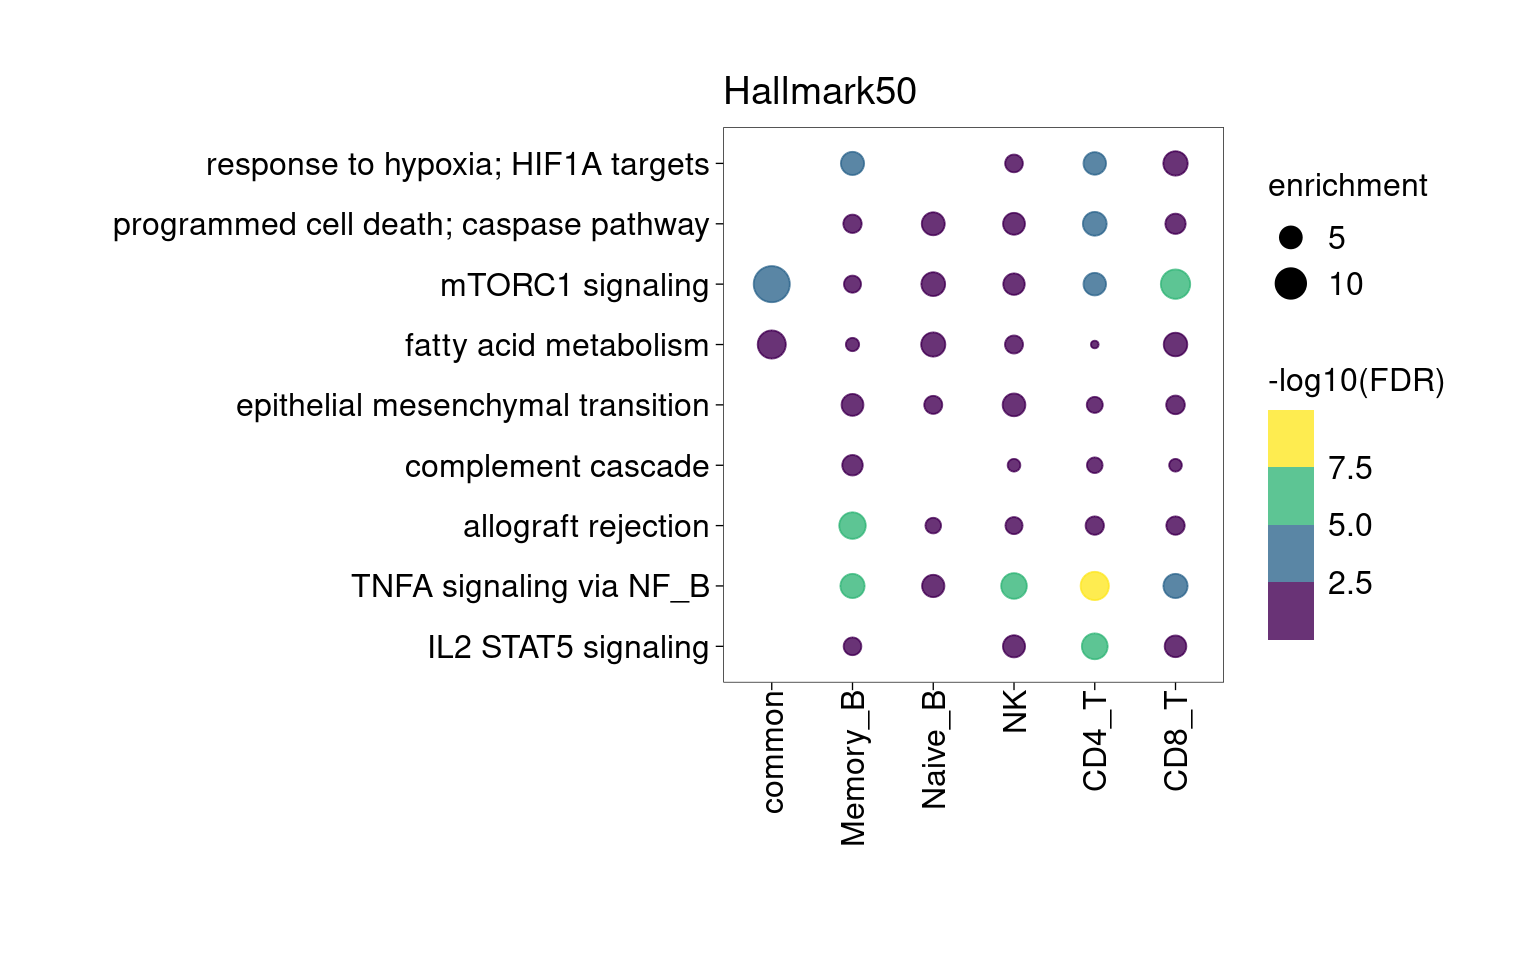 Hallmark50
response to hypoxia; HIF1A targets
programmed cell death; caspase pathway
mTORC1 signaling
fatty acid metabolism
epithelial mesenchymal transition
complement cascade
allograft rejection
TNFA signaling via NF_B
IL2 STAT5 signaling
common
Memory_B
Naive_B
NK
CD4_T
CD8_T
enrichment
5
10
-log10(FDR)
7.5
5.0
2.5